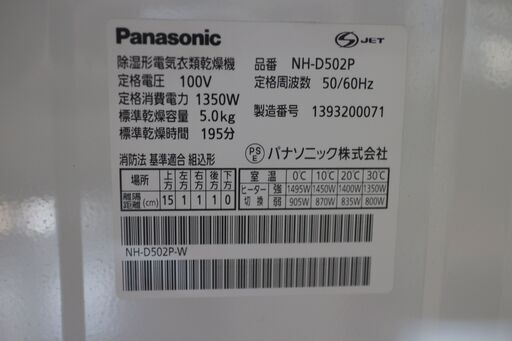 Panasonic
S JET
除湿形電気衣類乾燥機 品番 NH-D502P
定格電圧 100V 定格周波数 50/60Hz
定格消費電力 1350W
標準乾燥容量 5.0kg 製造番号 1393200071
標準乾燥時間 195分
PSE パナソニック株式会社
消防法 基準適合 組込形
場所 上方 左方 右方 後方 下方
離隔距離(cm) 15 1 1 1 0
室温 0℃ 10℃ 20℃ 30℃
ヒーター切換 強 1495W 1450W 1400W 1350W
弱 905W 870W 835W 800W
NH-D502P-W